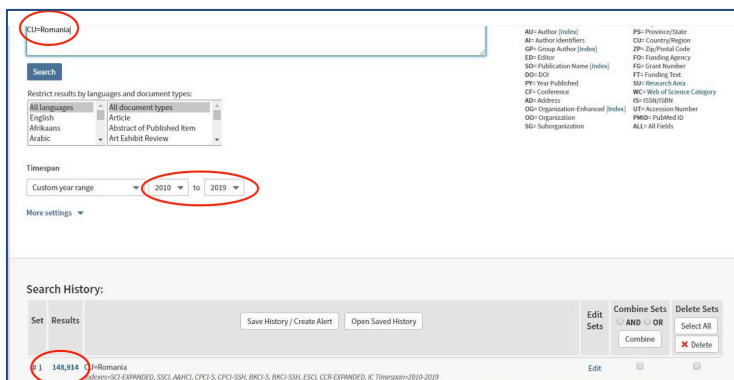 CU=Romania
Search
Restrict results by languages and document types:
All languages
English
Afrikaans
Arabic
All document types
Article
Abstract of Published Item
Art Exhibit Review
Timespan
Custom year range 2010 to 2019
More settings
AU= Author [Index]
AI= Author Identifiers
GP= Group Author [Index]
ED= Editor
SO= Publication Name [Index]
DO= DOI
PY= Year Published
CF= Conference
AD= Address
OG= Organization-Enhanced [Index]
OO= Organization
SG= Suborganization
PS= Province/State
CU= Country/Region
ZP= Zip/Postal Code
FO= Funding Agency
FG= Grant Number
FT= Funding Text
SU= Research Area
WC= Web of Science Category
IS= ISSN/ISBN
UT= Accession Number
PMID= PubMed ID
ALL= All Fields
Search History:
Set Results Save History / Create Alert Open Saved History
Edit Sets
Combine Sets
AND OR
Combine
Delete Sets
Select All
Delete
# 1 148,914 CU=Romania Edit
Indexes=SCI-EXPANDED, SSCI, A&HCI, CPCI-S, CPCI-SSH, BKCI-S, BKCI-SSH, ESCI, CCR-EXPANDED, IC Timespan=2010-2019